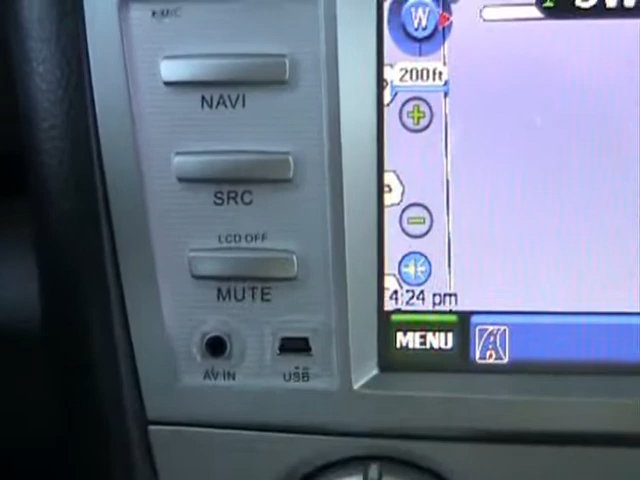 MIC
NAVI
SRC
LCD OFF
MUTE
AV IN
USB
W
200ft
4:24 pm
MENU